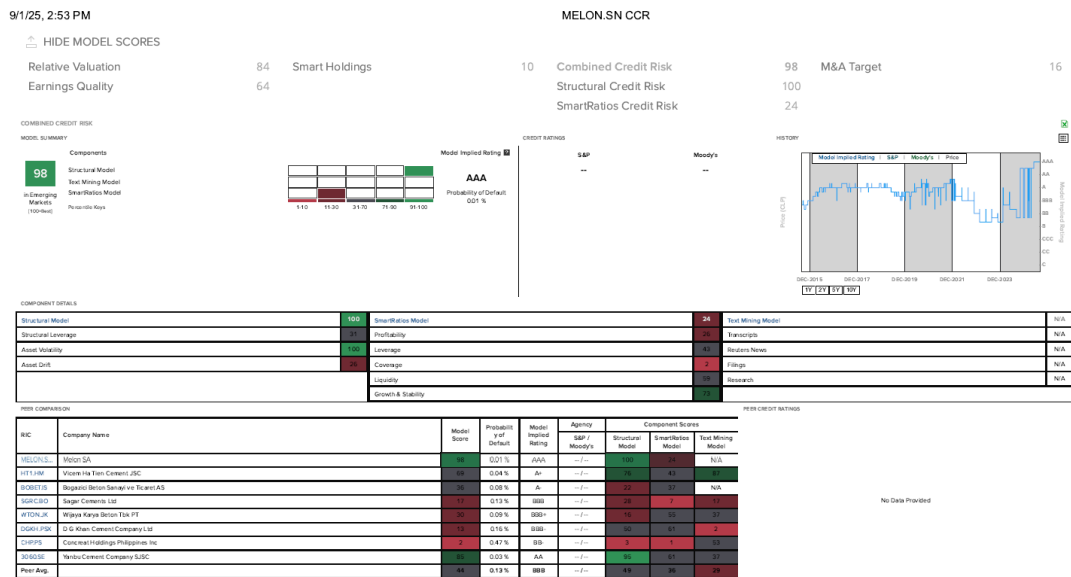 9/1/25, 2:53 PM MELON.SN CCR
HIDE MODEL SCORES
Relative Valuation 84 Smart Holdings 10 Combined Credit Risk 98 M&A Target 16
Earnings Quality 64 Structural Credit Risk 100
SmartRatios Credit Risk 24
COMBINED CREDIT RISK
MODEL SUMMARY CREDIT RATINGS HISTORY
Components Model Implied Rating ? S&P Moody's Model Implied Rating | S&P | Moody's | Price
98 Structural Model AAA -- --
Text Mining Model
in Emerging Markets (100=Best) SmartRatios Model Probability of Default 0.01 %
Percentile Keys 1-10 11-30 31-70 71-90 91-100
Price (CLP)
AAA
AA
A
BBB
BB
B
CCC
CC
C
Model Implied Rating
DEC-2015 DEC-2017 DEC-2019 DEC-2021 DEC-2023
1Y 2Y 5Y 10Y
COMPONENT DETAILS
Structural Model 100 SmartRatios Model 24 Text Mining Model N/A
Structural Leverage 31 Profitability 26 Transcripts N/A
Asset Volatility 100 Leverage 43 Reuters News N/A
Asset Drift 26 Coverage 2 Filings N/A
Liquidity 59 Research N/A
Growth & Stability 72
PEER COMPARISON PEER CREDIT RATINGS
RIC Company Name Model Score Probability of Default Model Implied Rating Agency Component Scores
S&P / Moody's Structural Model SmartRatios Model Text Mining Model
MELON.S... Melon SA 98 0.01 % AAA -- / -- 100 24 N/A
HT1.HM Vicem Ha Tien Cement JSC 0.04 % A+ -- / -- 76 43 87
BOBET.IS Bogazici Beton Sanayi ve Ticaret AS 36 0.08 % A- -- / -- 22 37 N/A
SGRC.BO Sagar Cements Ltd 17 0.13 % BBB -- / -- 28 7 17
WTON.JK Wijaya Karya Beton Tbk PT 30 0.09 % BBB+ -- / -- 16 55 37
DGKH.PSX D G Khan Cement Company Ltd 13 0.16 % BBB- -- / -- 50 61 2
CHP.PS Concreat Holdings Philippines Inc 2 0.47 % BB- -- / -- 3 1 53
3060.SE Yanbu Cement Company SJSC 85 0.03 % AA -- / -- 95 61 37
Peer Avg. 44 0.13 % BBB -- / -- 49 36 29
No Data Provided